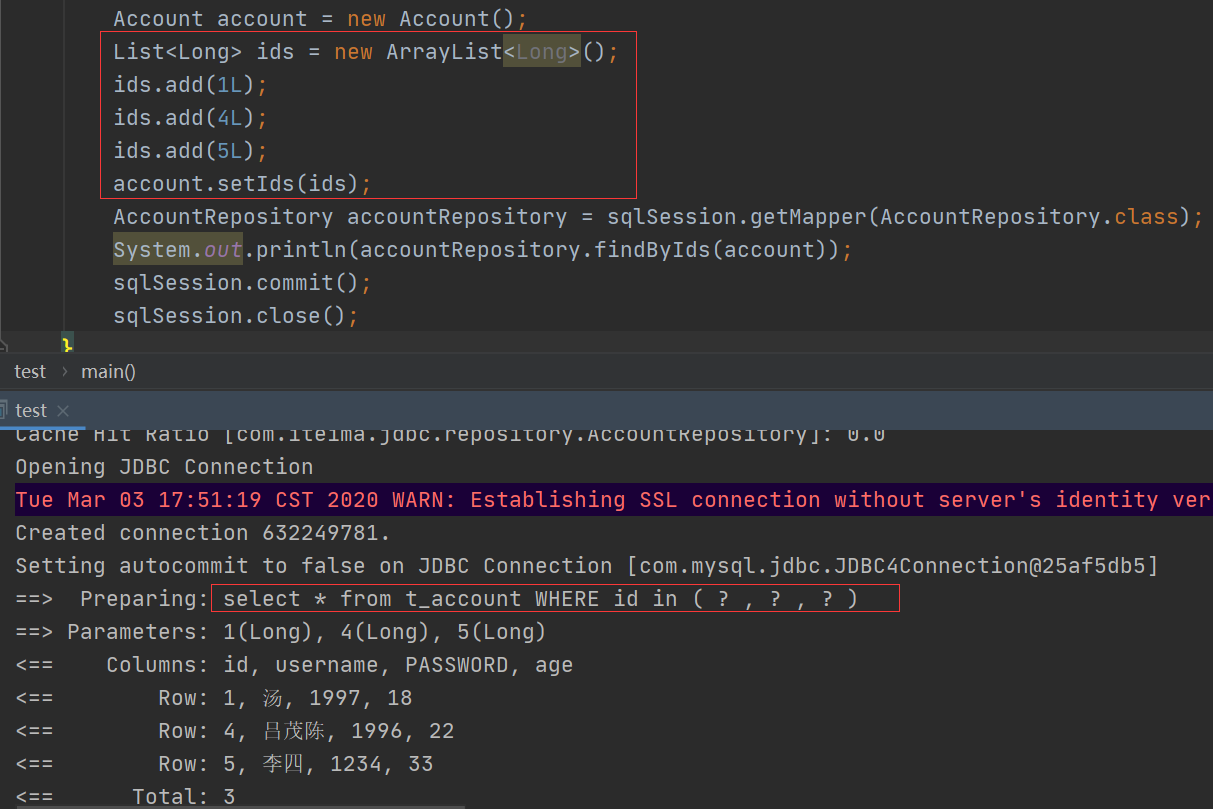 Account account = new Account();
List<Long> ids = new ArrayList<Long>();
ids.add(1L);
ids.add(4L);
ids.add(5L);
account.setIds(ids);
AccountRepository accountRepository = sqlSession.getMapper(AccountRepository.class);
System.out.println(accountRepository.findByIds(account));
sqlSession.commit();
sqlSession.close();
}
test > main()
test ×
Cache Hit Ratio [com.iteima.jdbc.repository.AccountRepository]: 0.0
Opening JDBC Connection
Tue Mar 03 17:51:19 CST 2020 WARN: Establishing SSL connection without server's identity ver
Created connection 632249781.
Setting autocommit to false on JDBC Connection [com.mysql.jdbc.JDBC4Connection@25af5db5]
==>  Preparing: select * from t_account WHERE id in ( ? , ? , ? )
==> Parameters: 1(Long), 4(Long), 5(Long)
<==    Columns: id, username, PASSWORD, age
<==        Row: 1, 汤, 1997, 18
<==        Row: 4, 吕茂陈, 1996, 22
<==        Row: 5, 李四, 1234, 33
<==      Total: 3